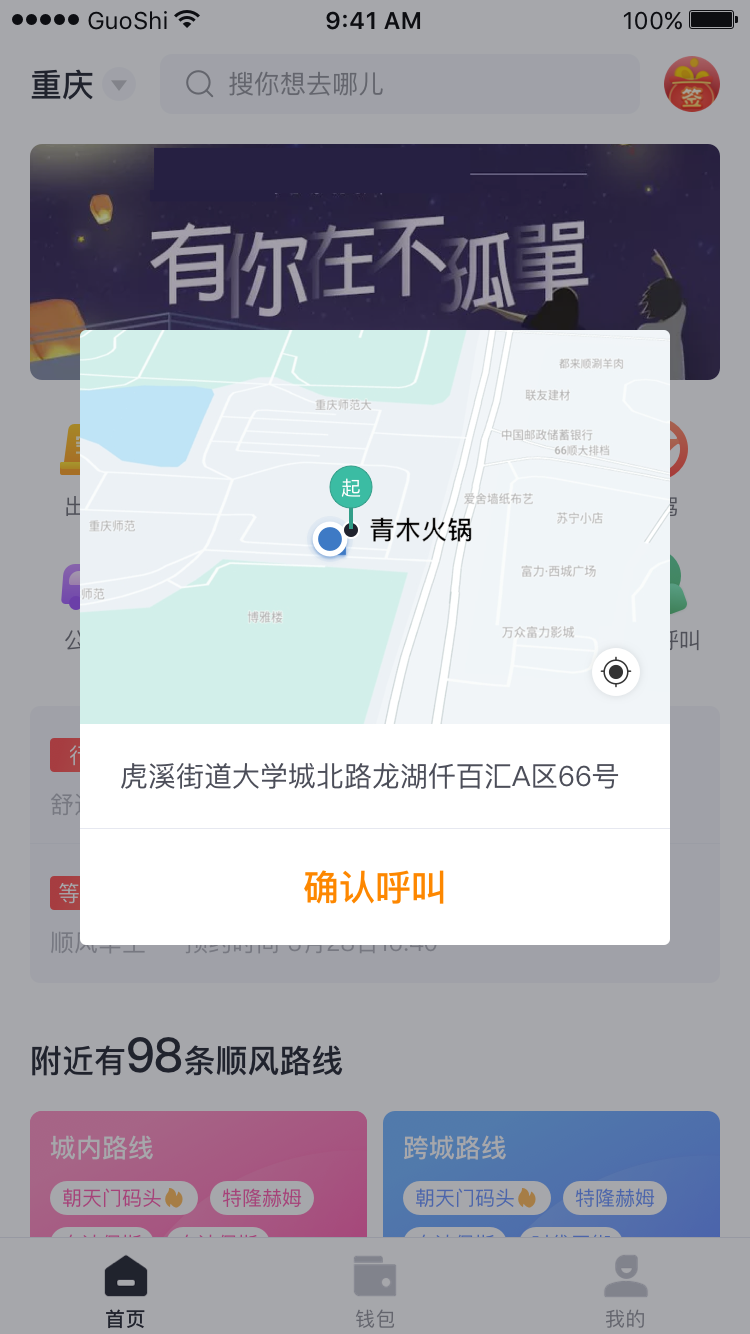 GuoShi 9:41 AM 100%
重庆 搜你想去哪儿 签
有你在不孤單
都来顺涮羊肉
联友建材
重庆师范大
中国邮政储蓄银行
66顺大排档
起
爱舍墙纸布艺
苏宁小店
重庆师范
青木火锅
富力·西城广场
师范
博雅楼
万众富力影城
出
驾
公
呼叫
虎溪街道大学城北路龙湖仟百汇A区66号
确认呼叫
行
舒适
等
顺风车主 预约时间
附近有98条顺风路线
城内路线 跨城路线
朝天门码头 特隆赫姆 朝天门码头 特隆赫姆
首页 钱包 我的